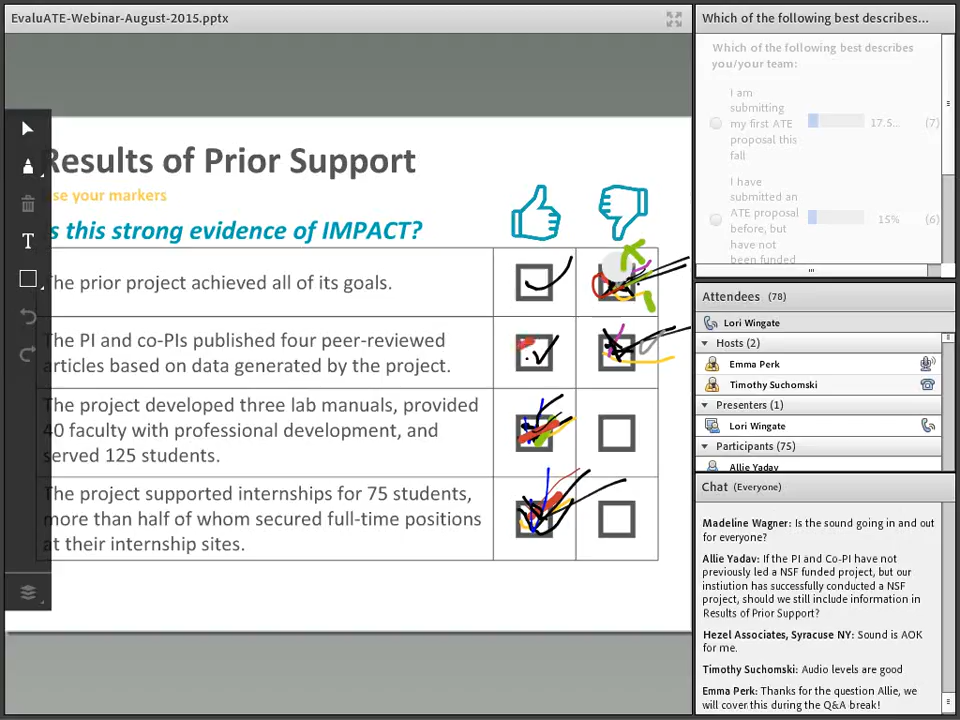 EvaluATE-Webinar-August-2015.pptx
Results of Prior Support
use your markers
Is this strong evidence of IMPACT?
The prior project achieved all of its goals.
The PI and co-PIs published four peer-reviewed
articles based on data generated by the project.
The project developed three lab manuals, provided
40 faculty with professional development, and
served 125 students.
The project supported internships for 75 students,
more than half of whom secured full-time positions
at their internship sites.
T
Which of the following best describes...
Which of the following best describes
you/your team:
I am
submitting
my first ATE
proposal this
fall
17.5... (7)
I have
submitted an
ATE proposal
before, but
have not
been funded
15% (6)
Attendees (78)
Lori Wingate
Hosts (2)
Emma Perk
Timothy Suchomski
Presenters (1)
Lori Wingate
Participants (75)
Allie Yadav
Chat (Everyone)
Madeline Wagner: Is the sound going in and out
for everyone?
Allie Yadav: If the PI and Co-PI have not
previously led a NSF funded project, but our
instiution has successfully conducted a NSF
project, should we still include information in
Results of Prior Support?
Hezel Associates, Syracuse NY: Sound is AOK
for me.
Timothy Suchomski: Audio levels are good
Emma Perk: Thanks for the question Allie, we
will cover this during the Q&A break!